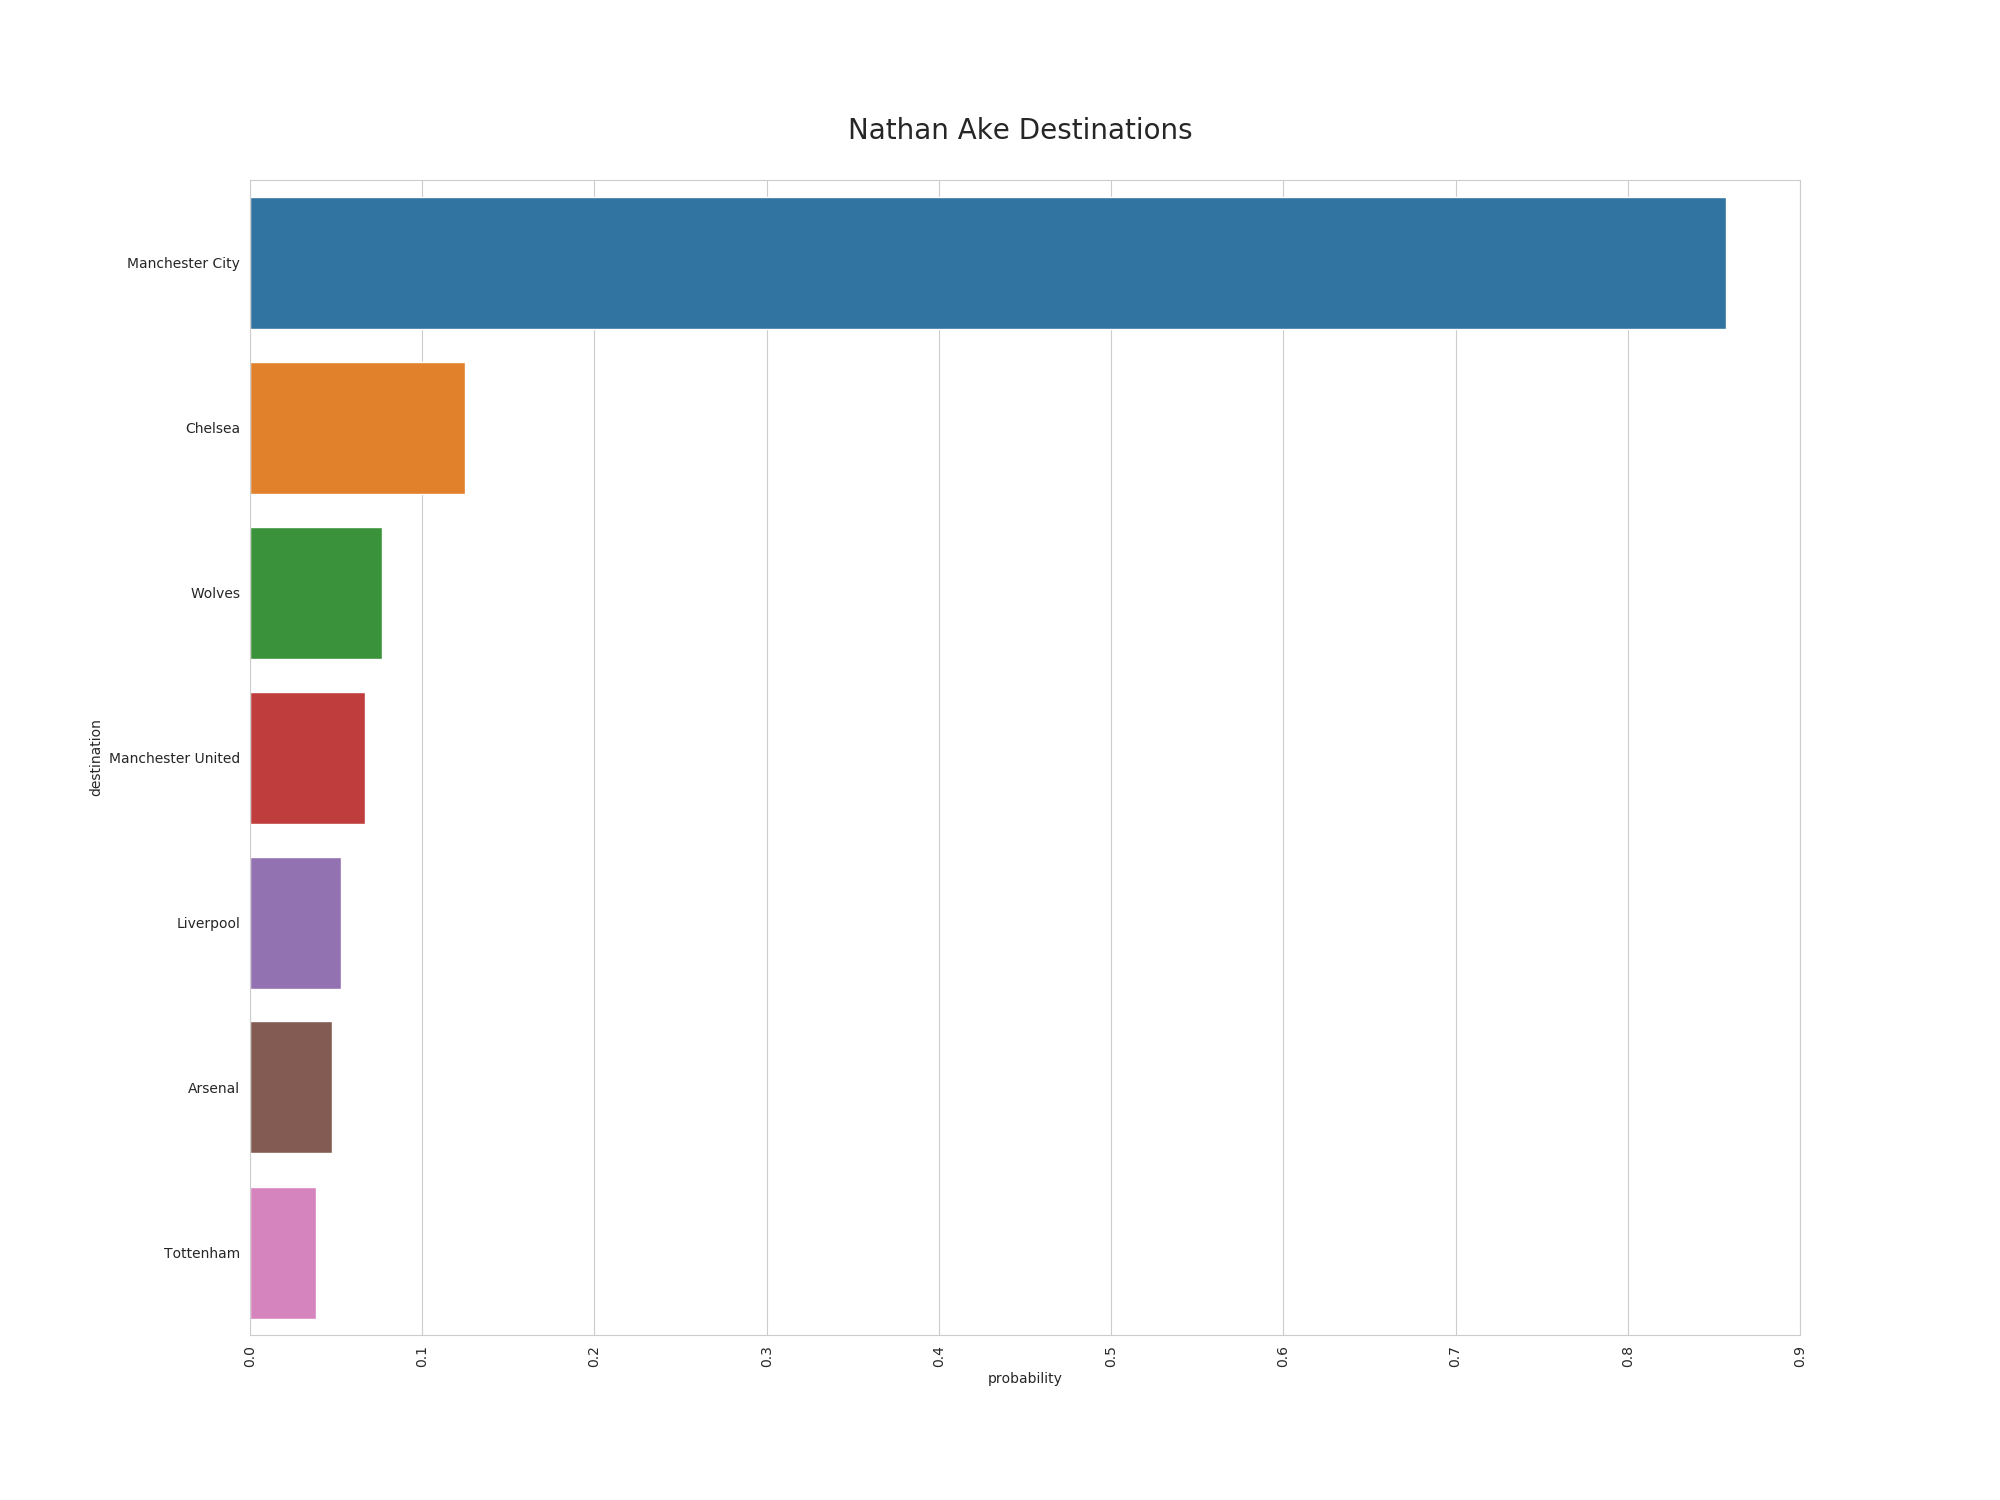 Nathan Ake Destinations
destination
Manchester City
Chelsea
Wolves
Manchester United
Liverpool
Arsenal
Tottenham
0.0 0.1 0.2 0.3 0.4 0.5 0.6 0.7 0.8 0.9
probability